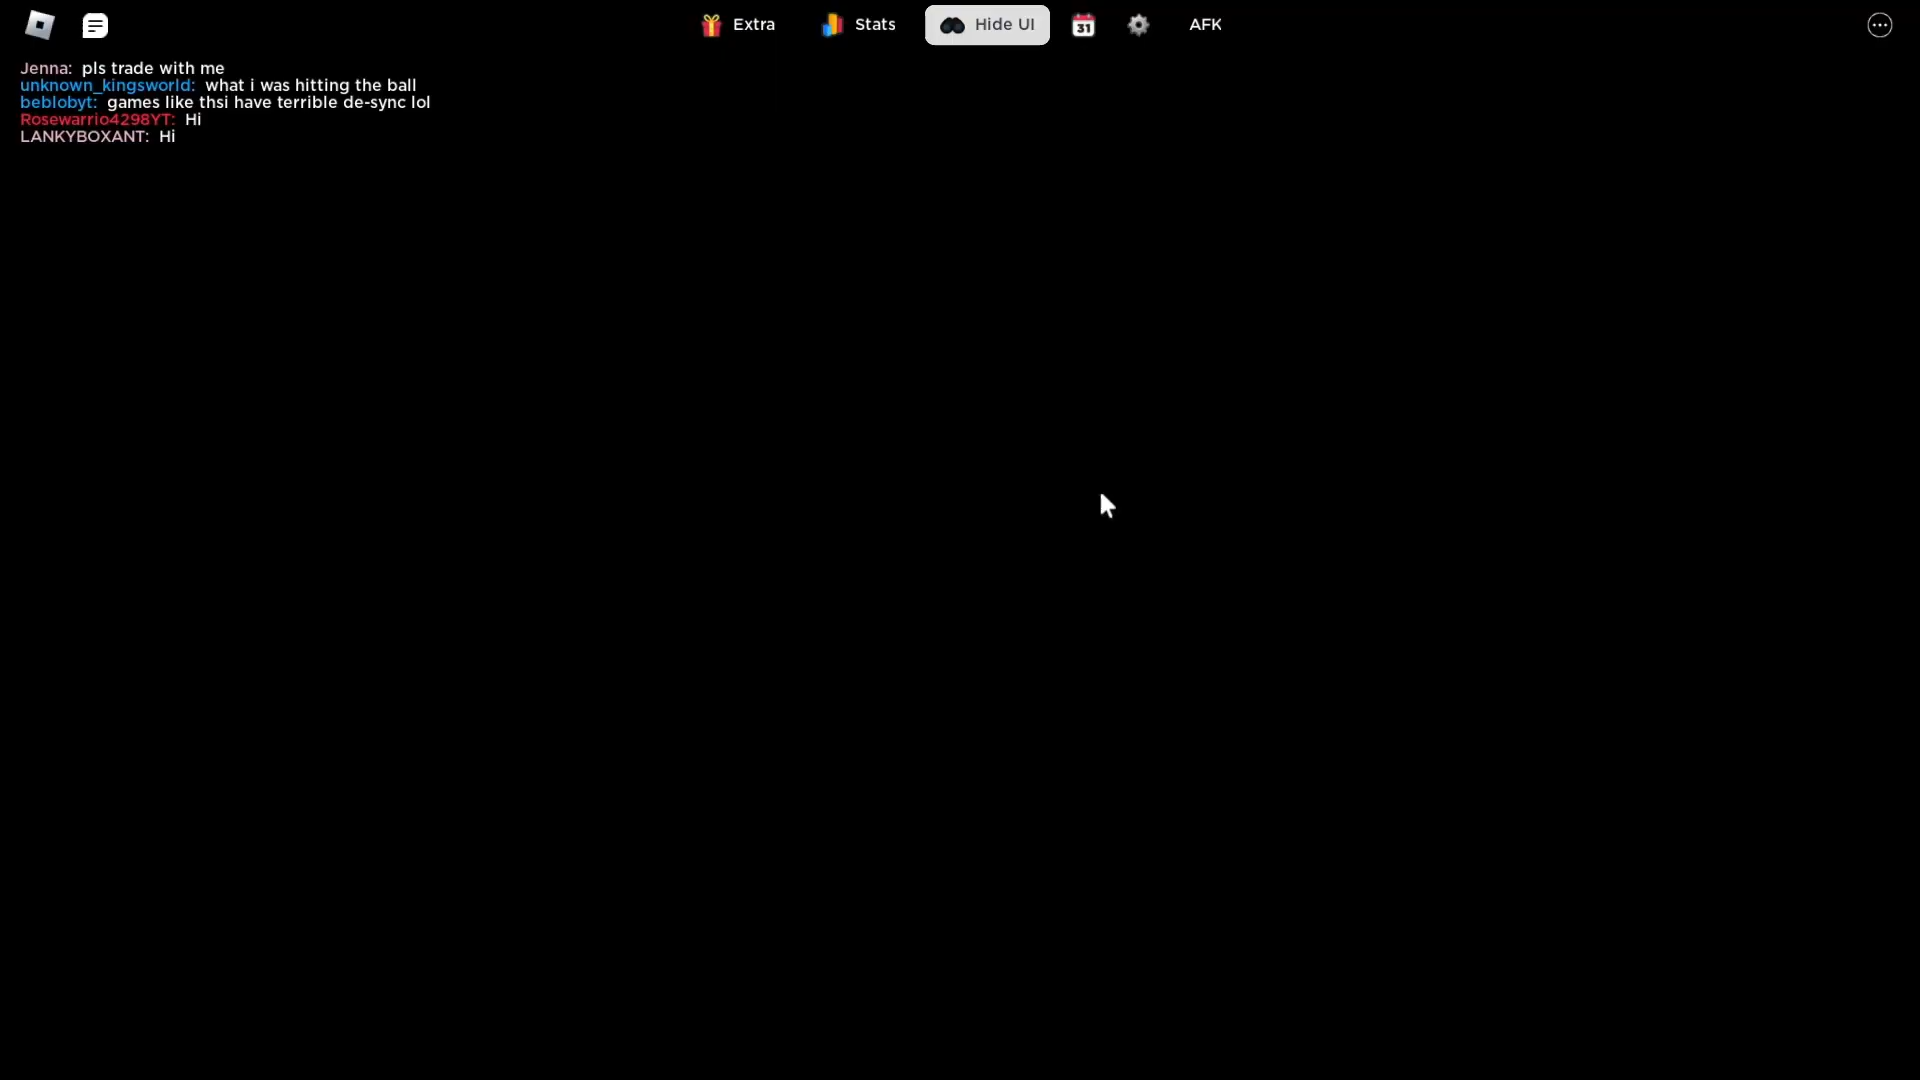 Extra Stats Hide UI 31 AFK
Jenna: pls trade with me
unknown_kingsworld: what i was hitting the ball
beblobyt: games like thsi have terrible de-sync lol
Rosewarrio4298YT: Hi
LANKYBOXANT: Hi